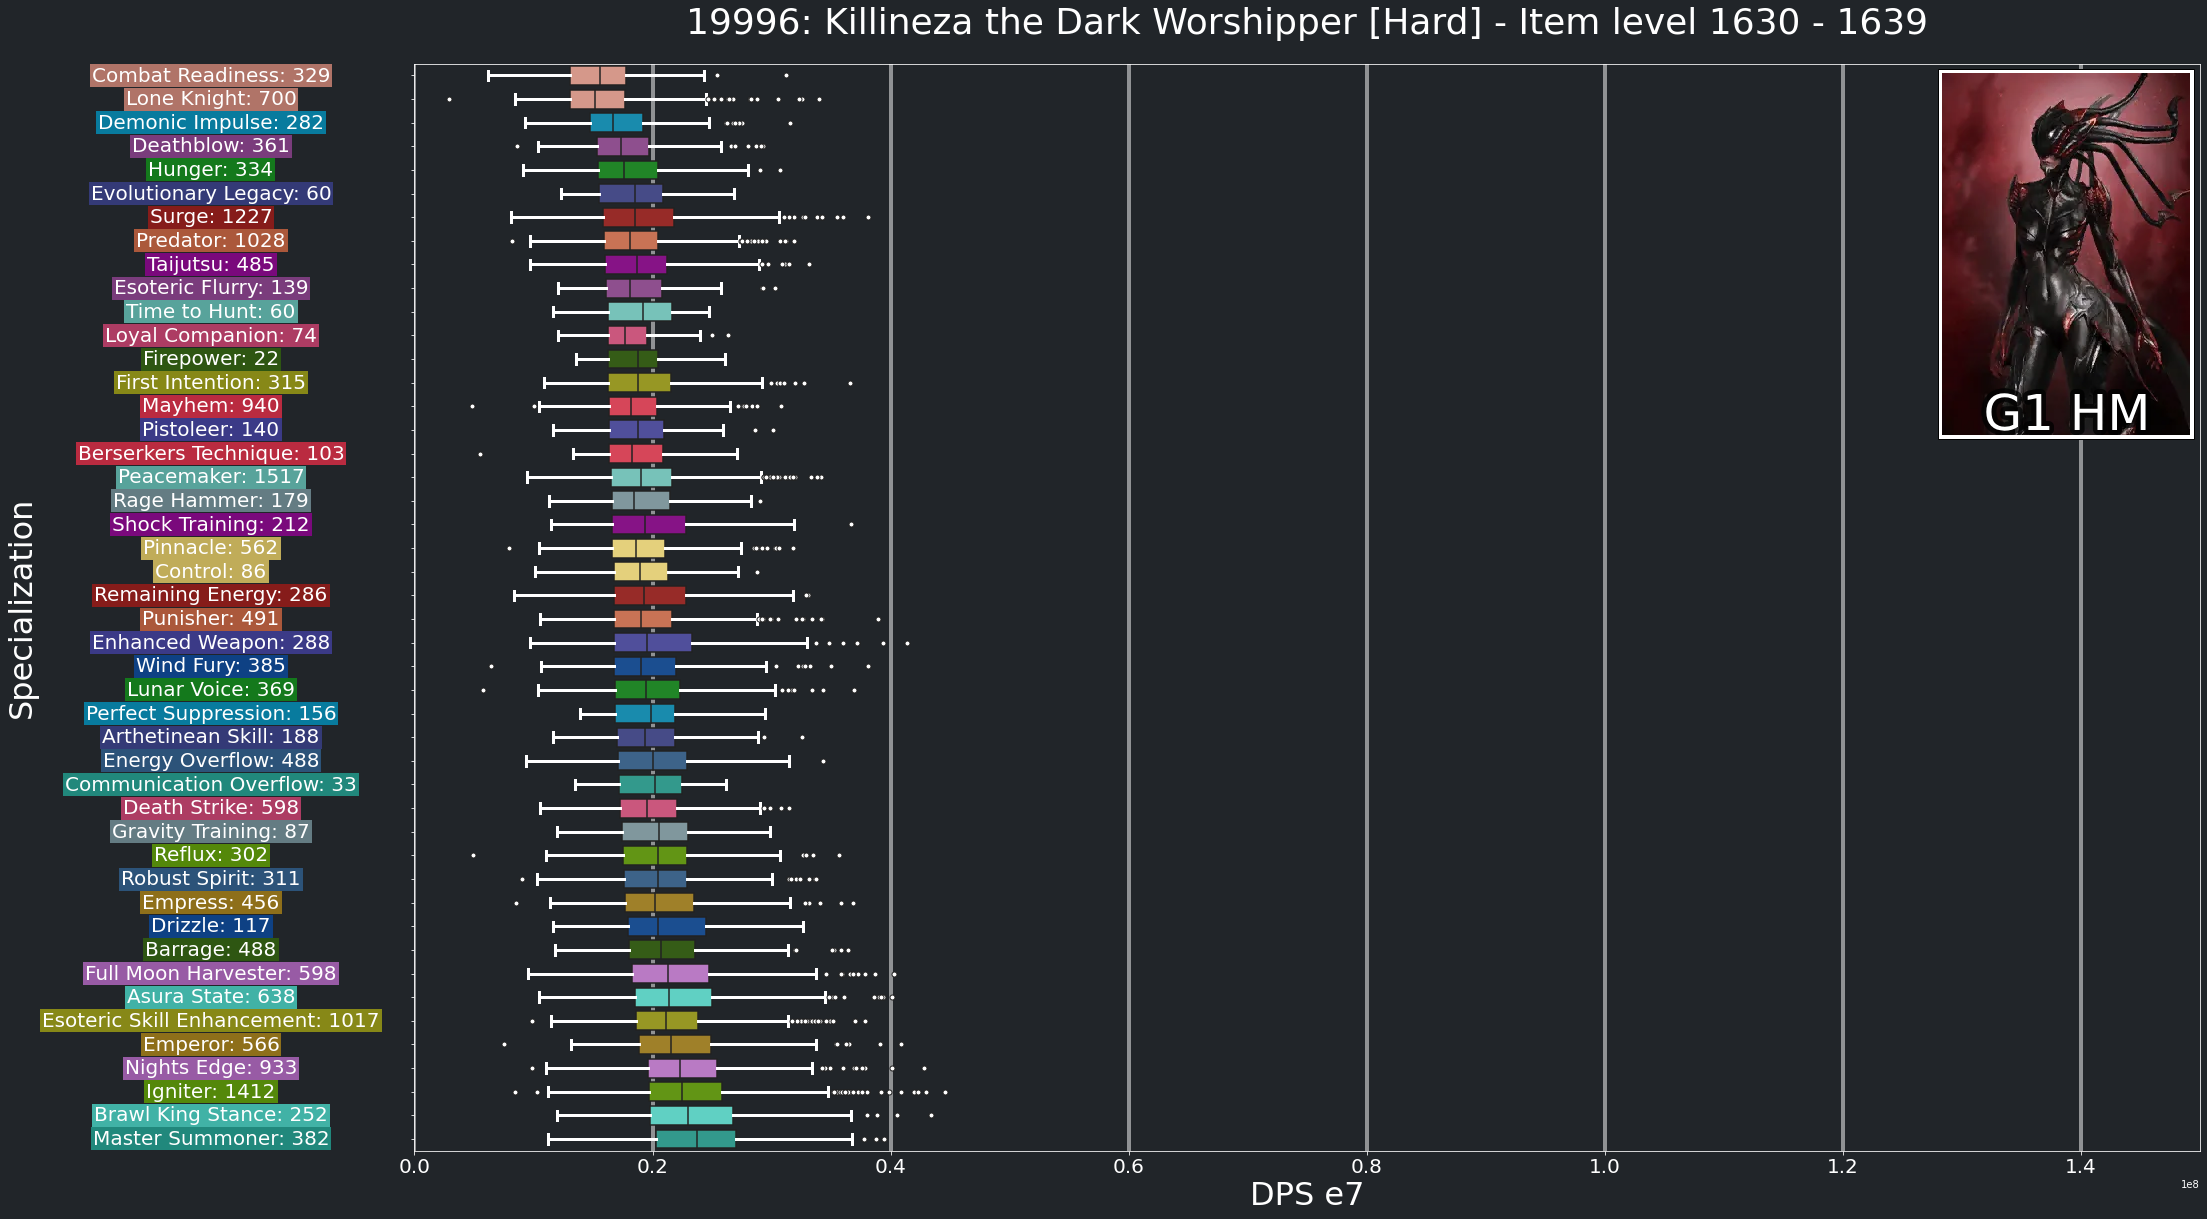 19996: Killineza the Dark Worshipper [Hard] - Item level 1630 - 1639
Combat Readiness: 329
Lone Knight: 700
Demonic Impulse: 282
Deathblow: 361
Hunger: 334
Evolutionary Legacy: 60
Surge: 1227
Predator: 1028
Taijutsu: 485
Esoteric Flurry: 139
Time to Hunt: 60
Loyal Companion: 74
Firepower: 22
First Intention: 315
Mayhem: 940
Pistoleer: 140
Berserkers Technique: 103
Peacemaker: 1517
Rage Hammer: 179
Shock Training: 212
Pinnacle: 562
Control: 86
Remaining Energy: 286
Punisher: 491
Enhanced Weapon: 288
Wind Fury: 385
Lunar Voice: 369
Perfect Suppression: 156
Arthetinean Skill: 188
Energy Overflow: 488
Communication Overflow: 33
Death Strike: 598
Gravity Training: 87
Reflux: 302
Robust Spirit: 311
Empress: 456
Drizzle: 117
Barrage: 488
Full Moon Harvester: 598
Asura State: 638
Esoteric Skill Enhancement: 1017
Emperor: 566
Nights Edge: 933
Igniter: 1412
Brawl King Stance: 252
Master Summoner: 382
Specialization
G1 HM
0.0 0.2 0.4 0.6 0.8 1.0 1.2 1.4
DPS e7
1e8